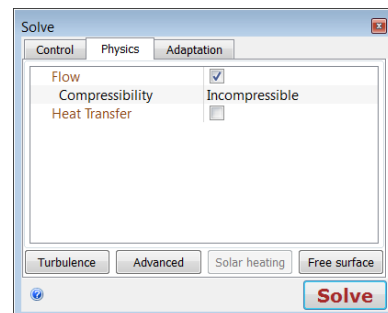 Solve
Control Physics Adaptation
Flow
Compressibility Incompressible
Heat Transfer
Turbulence Advanced Solar heating Free surface
Solve